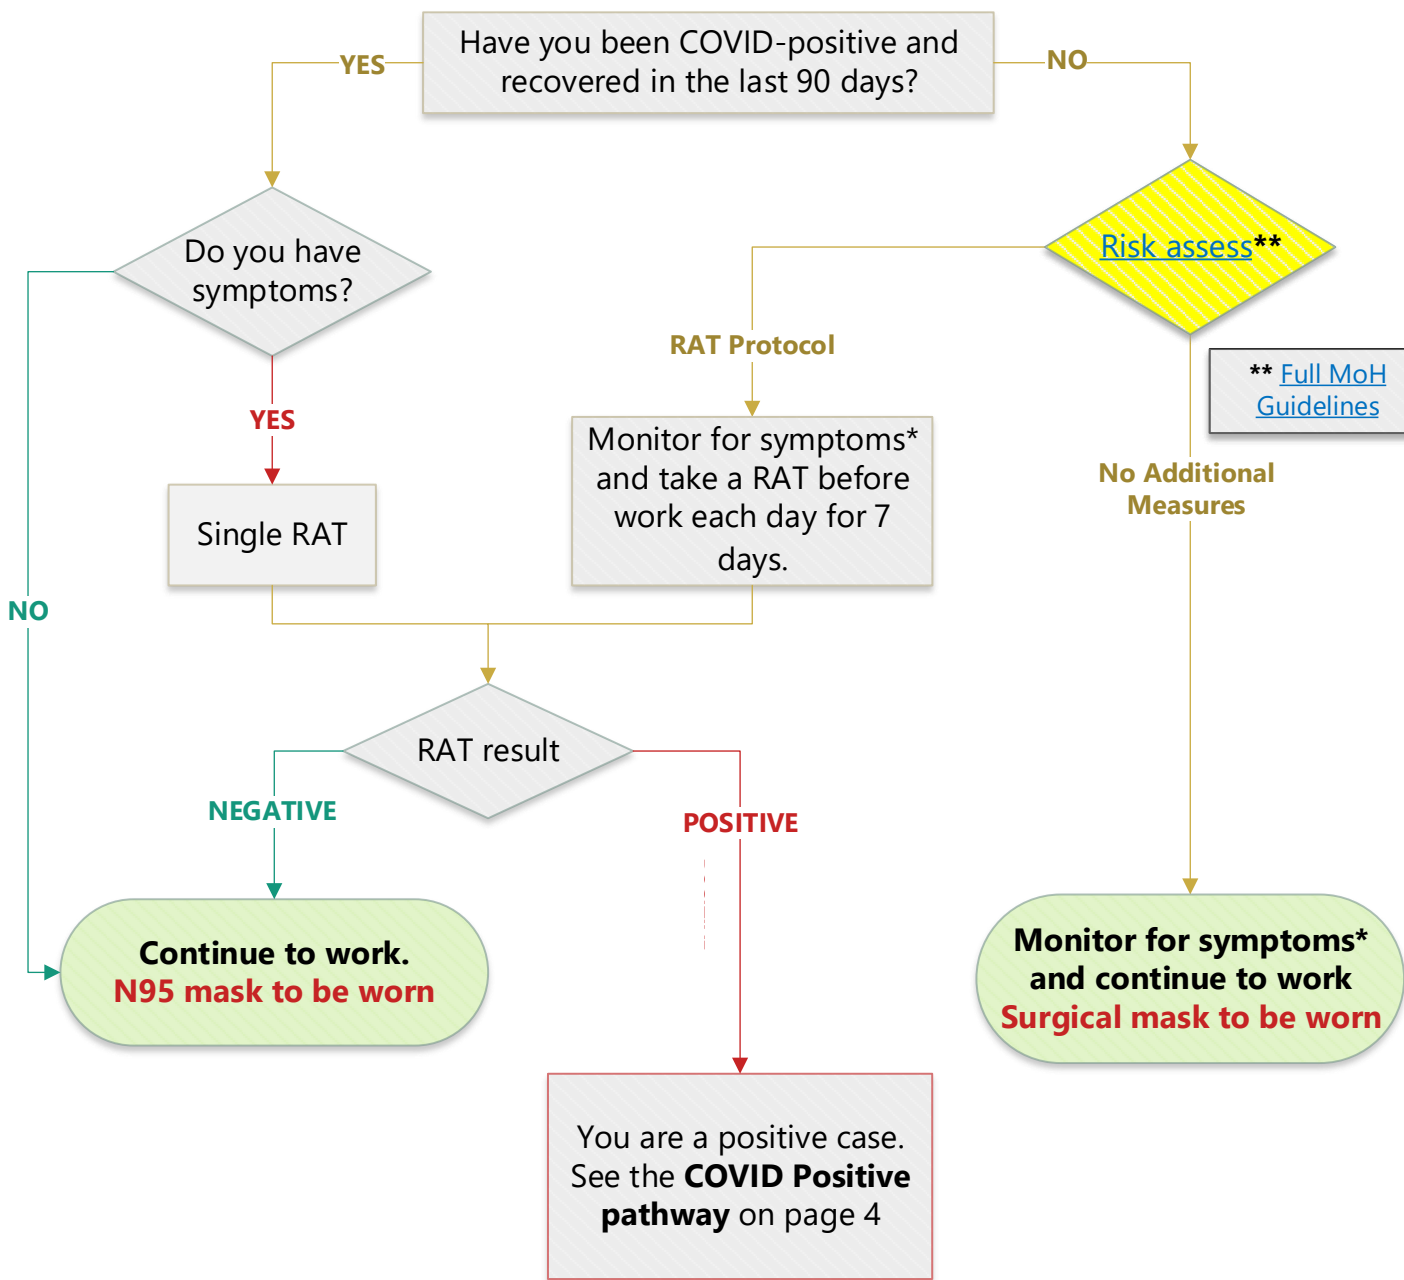 Have you been COVID-positive and
recovered in the last 90 days?
YES
NO
Do you have
symptoms?
Risk assess**
RAT Protocol
** Full MoH
Guidelines
YES
Monitor for symptoms*
and take a RAT before
work each day for 7
days.
No Additional
Measures
Single RAT
NO
RAT result
NEGATIVE
POSITIVE
Continue to work.
N95 mask to be worn
Monitor for symptoms*
and continue to work
Surgical mask to be worn
You are a positive case.
See the COVID Positive
pathway on page 4